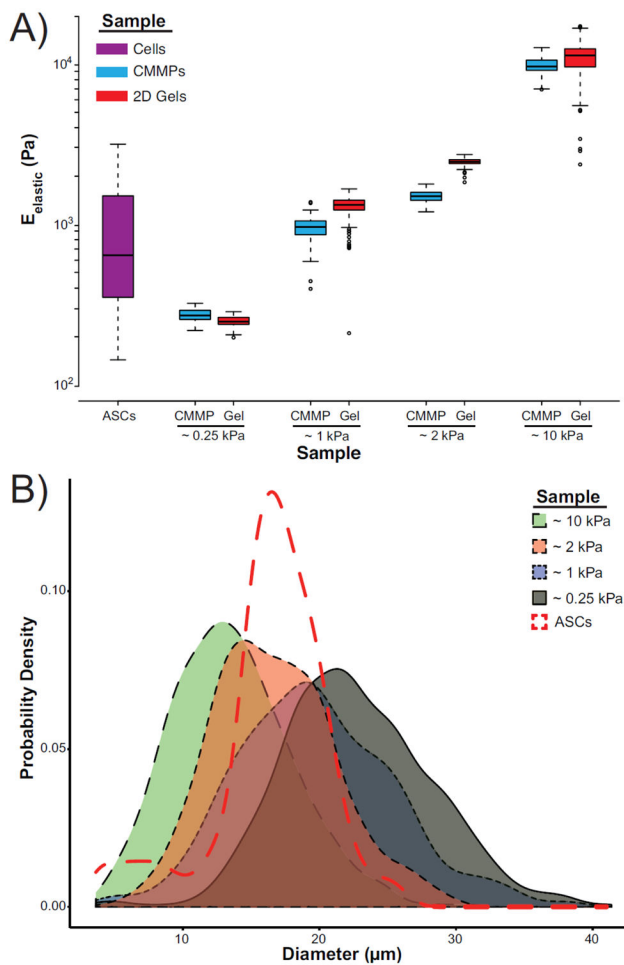 A)
Sample
Cells
CMMPs
2D Gels
E_elastic (Pa)
10^4
10^3
10^2
ASCs
CMMP Gel CMMP Gel CMMP Gel CMMP Gel
~ 0.25 kPa ~ 1 kPa ~ 2 kPa ~ 10 kPa
Sample
B)
Sample
~ 10 kPa
~ 2 kPa
~ 1 kPa
~ 0.25 kPa
ASCs
Probability Density
0.10
0.05
0.00
10 20 30 40
Diameter (µm)